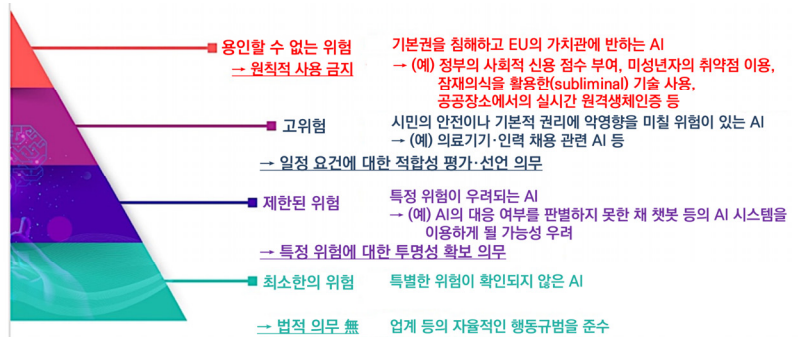 용인할 수 없는 위험 기본권을 침해하고 EU의 가치관에 반하는 AI
→ 원칙적 사용 금지 → (예) 정부의 사회적 신용 점수 부여, 미성년자의 취약점 이용,
잠재의식을 활용한(subliminal) 기술 사용,
공공장소에서의 실시간 원격생체인증 등
고위험 시민의 안전이나 기본적 권리에 악영향을 미칠 위험이 있는 AI
→ (예) 의료기기·인력 채용 관련 AI 등
→ 일정 요건에 대한 적합성 평가·선언 의무
제한된 위험 특정 위험이 우려되는 AI
→ (예) AI의 대응 여부를 판별하지 못한 채 챗봇 등의 AI 시스템을
이용하게 될 가능성 우려
→ 특정 위험에 대한 투명성 확보 의무
최소한의 위험 특별한 위험이 확인되지 않은 AI
→ 법적 의무 無 업계 등의 자율적인 행동규범을 준수